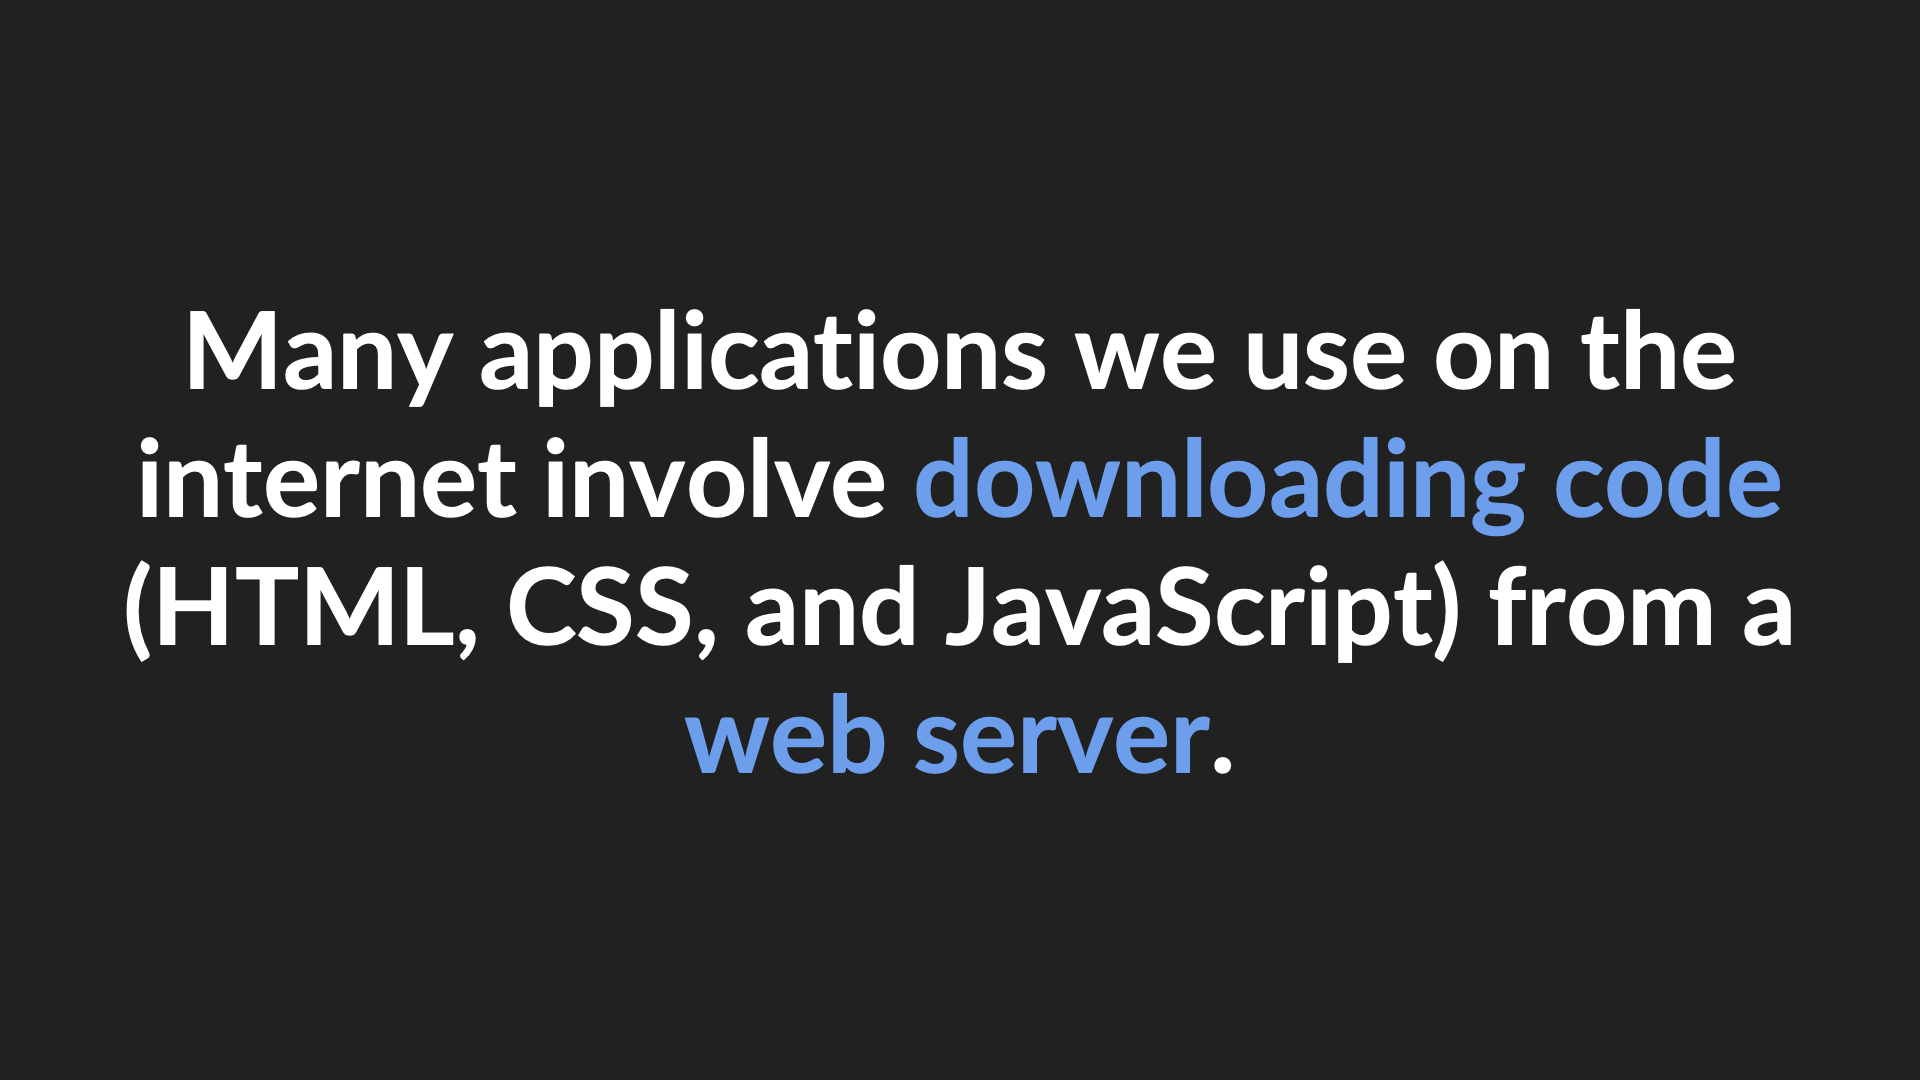 Many applications we use on the
internet involve downloading code
(HTML, CSS, and JavaScript) from a
web server.